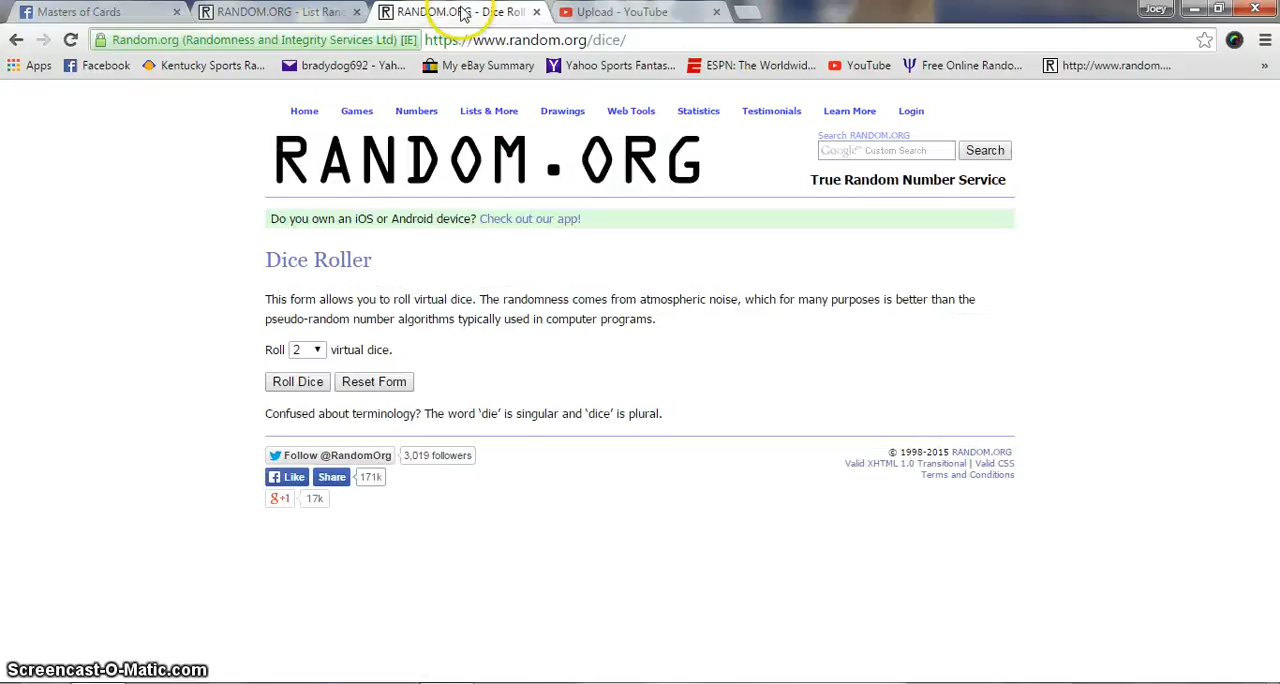 Masters of Cards
RANDOM.ORG - List Ran
RANDOM.ORG - Dice Roll
Upload - YouTube
Joey
Random.org (Randomness and Integrity Services Ltd) [IE]
https://www.random.org/dice/
Apps
Facebook
Kentucky Sports Ra...
bradydog692 - Yah...
My eBay Summary
Yahoo Sports Fantas...
ESPN: The Worldwid...
YouTube
Free Online Rando...
http://www.random....
»
Home Games Numbers Lists & More Drawings Web Tools Statistics Testimonials Learn More Login
RANDOM.ORG
Search RANDOM.ORG
Google™ Custom Search
Search
True Random Number Service
Do you own an iOS or Android device? Check out our app!
Dice Roller
This form allows you to roll virtual dice. The randomness comes from atmospheric noise, which for many purposes is better than the
pseudo-random number algorithms typically used in computer programs.
Roll 2 virtual dice.
Roll Dice Reset Form
Confused about terminology? The word ‘die’ is singular and ‘dice’ is plural.
Follow @RandomOrg 3,019 followers
Like Share 171k
g+1 17k
© 1998-2015 RANDOM.ORG
Valid XHTML 1.0 Transitional | Valid CSS
Terms and Conditions
Screencast-O-Matic.com